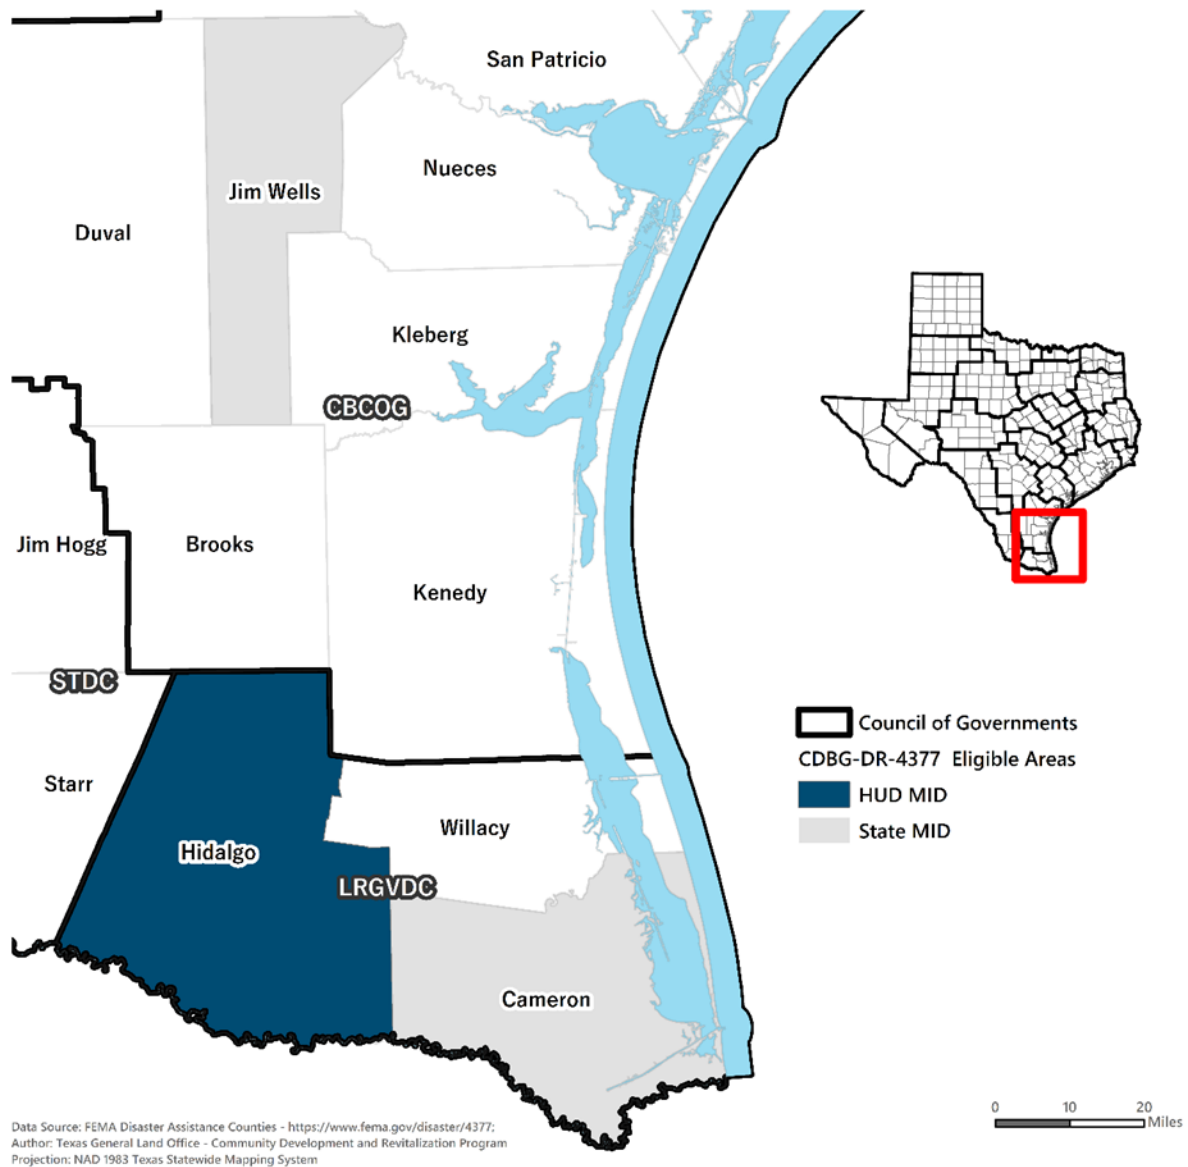 San Patricio
Nueces
Jim Wells
Duval
Kleberg
CBCOG
Jim Hogg
Brooks
Kenedy
STDC
Starr
Hidalgo
Willacy
LRGVDC
Cameron
Council of Governments
CDBG-DR-4377 Eligible Areas
HUD MID
State MID
0 10 20
Miles
Data Source: FEMA Disaster Assistance Counties - https://www.fema.gov/disaster/4377;
Author: Texas General Land Office - Community Development and Revitalization Program
Projection: NAD 1983 Texas Statewide Mapping System